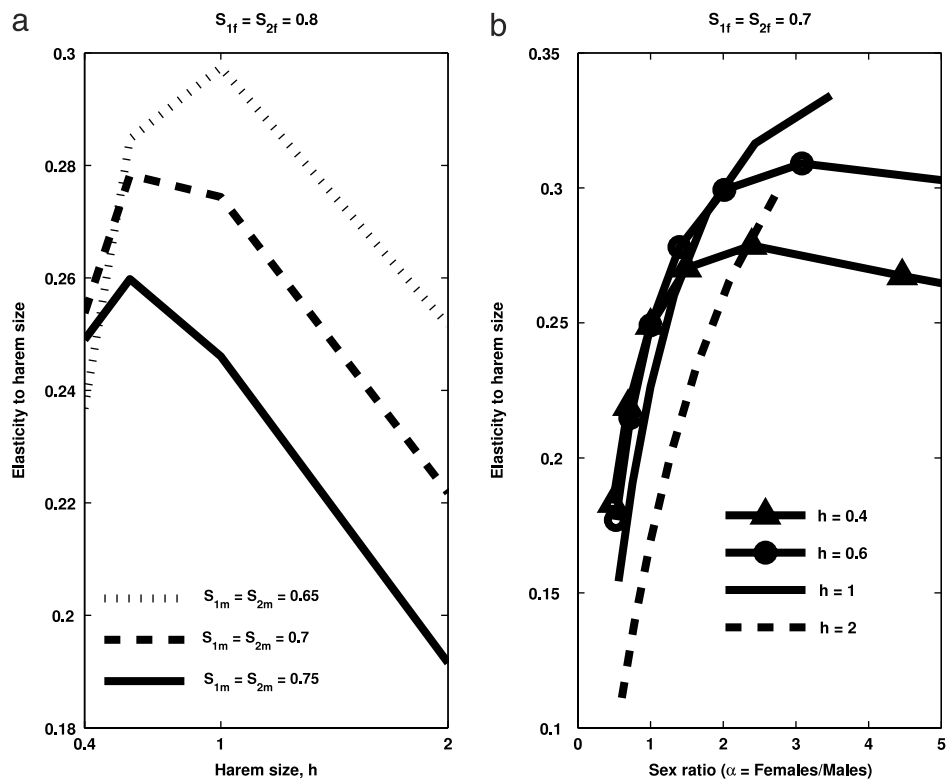 a
S1f = S2f = 0.8
0.3
0.28
0.26
0.24
0.22
0.2
0.18
Elasticity to harem size
S1m = S2m = 0.65
S1m = S2m = 0.7
S1m = S2m = 0.75
0.4
1
2
Harem size, h
b
S1f = S2f = 0.7
0.35
0.3
0.25
0.2
0.15
0.1
Elasticity to harem size
h = 0.4
h = 0.6
h = 1
h = 2
0
1
2
3
4
5
Sex ratio (α = Females/Males)